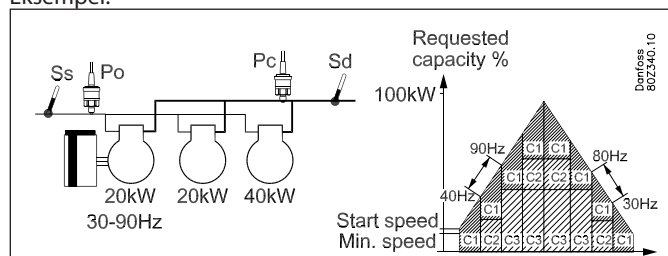 Eksempel:
Ss
Po
Pc
Sd
20kW
20kW
40kW
30-90Hz
Requested
capacity %
100kW
90Hz
80Hz
40Hz
30Hz
C1 C1
C1 C2 C2 C1
C1
C1
Start speed
Min. speed
C1 C2 C3 C3 C3 C3 C2 C1
Danfoss
80Z340.10